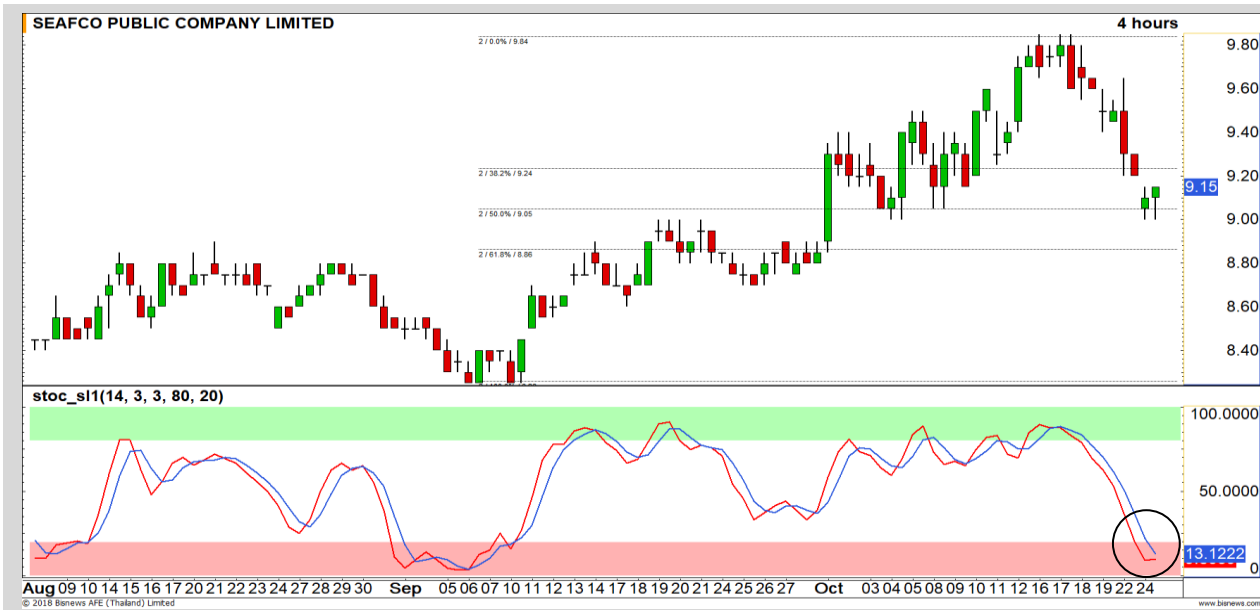 SEAFCO PUBLIC COMPANY LIMITED 4 hours
2 / 0.0% / 9.84
9.80
9.60
9.40
2 / 38.2% / 9.24
9.20
9.15
2 / 50.0% / 9.05
9.00
2 / 61.8% / 8.86
8.80
8.60
8.40
stoc_sl1(14, 3, 3, 80, 20)
100.0000
50.0000
13.1222
0
Aug 09 10 14 15 16 17 20 21 22 23 24 27 28 29 30 Sep 05 06 07 10 11 12 13 14 17 18 19 20 21 24 25 26 27 Oct 03 04 05 08 09 10 11 12 15 16 17 18 19 22 24
© 2018 Bisnews AFE (Thailand) Limited www.bisnews.com